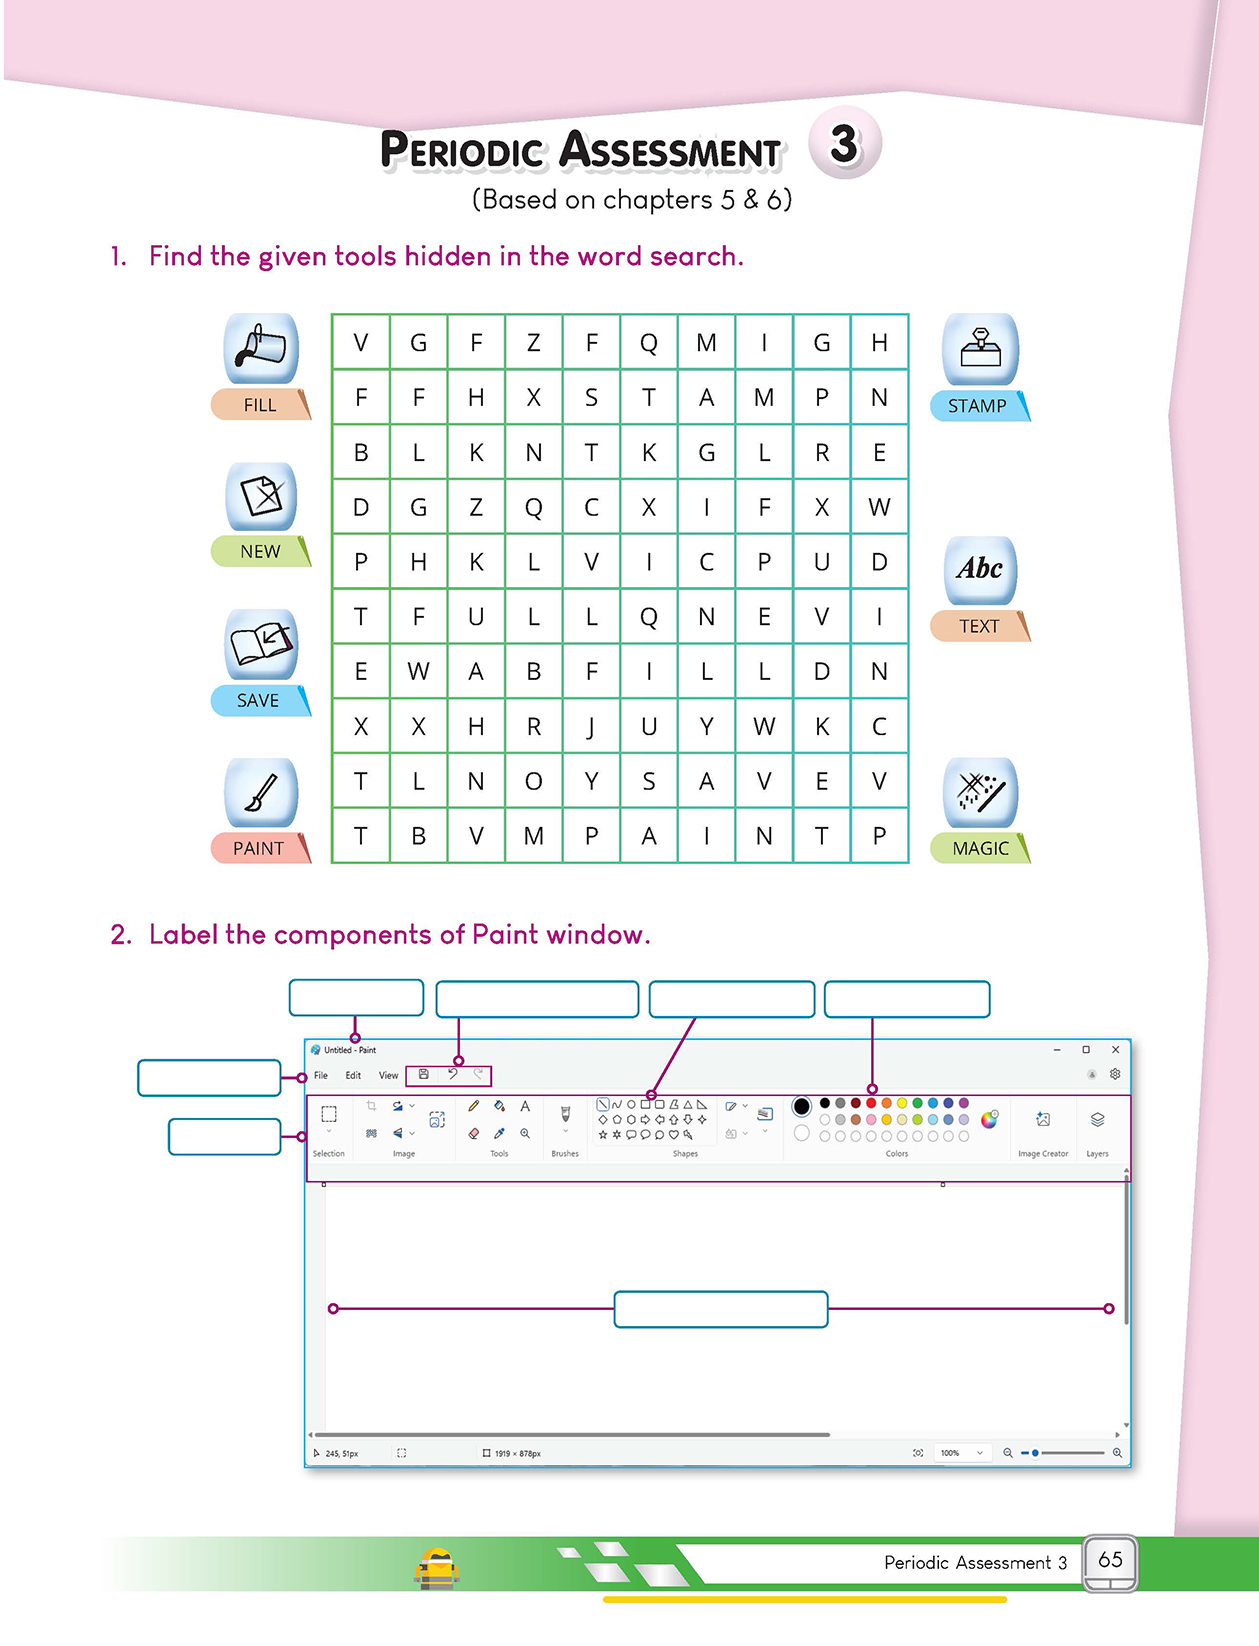 PERIODIC ASSESSMENT 3
(Based on chapters 5 & 6)
1. Find the given tools hidden in the word search.
FILL
NEW
SAVE
PAINT
V G F Z F Q M I G H
F F H X S T A M P N
B L K N T K G L R E
D G Z Q C X I F X W
P H K L V I C P U D
T F U L L Q N E V I
E W A B F I L L D N
X X H R J U Y W K C
T L N O Y S A V E V
T B V M P A I N T P
STAMP
Abc
TEXT
MAGIC
2. Label the components of Paint window.
Untitled - Paint
File Edit View
A
Selection Image Tools Brushes Shapes Colors Image Creator Layers
245, 51px 1919 × 878px 100%
Periodic Assessment 3 65